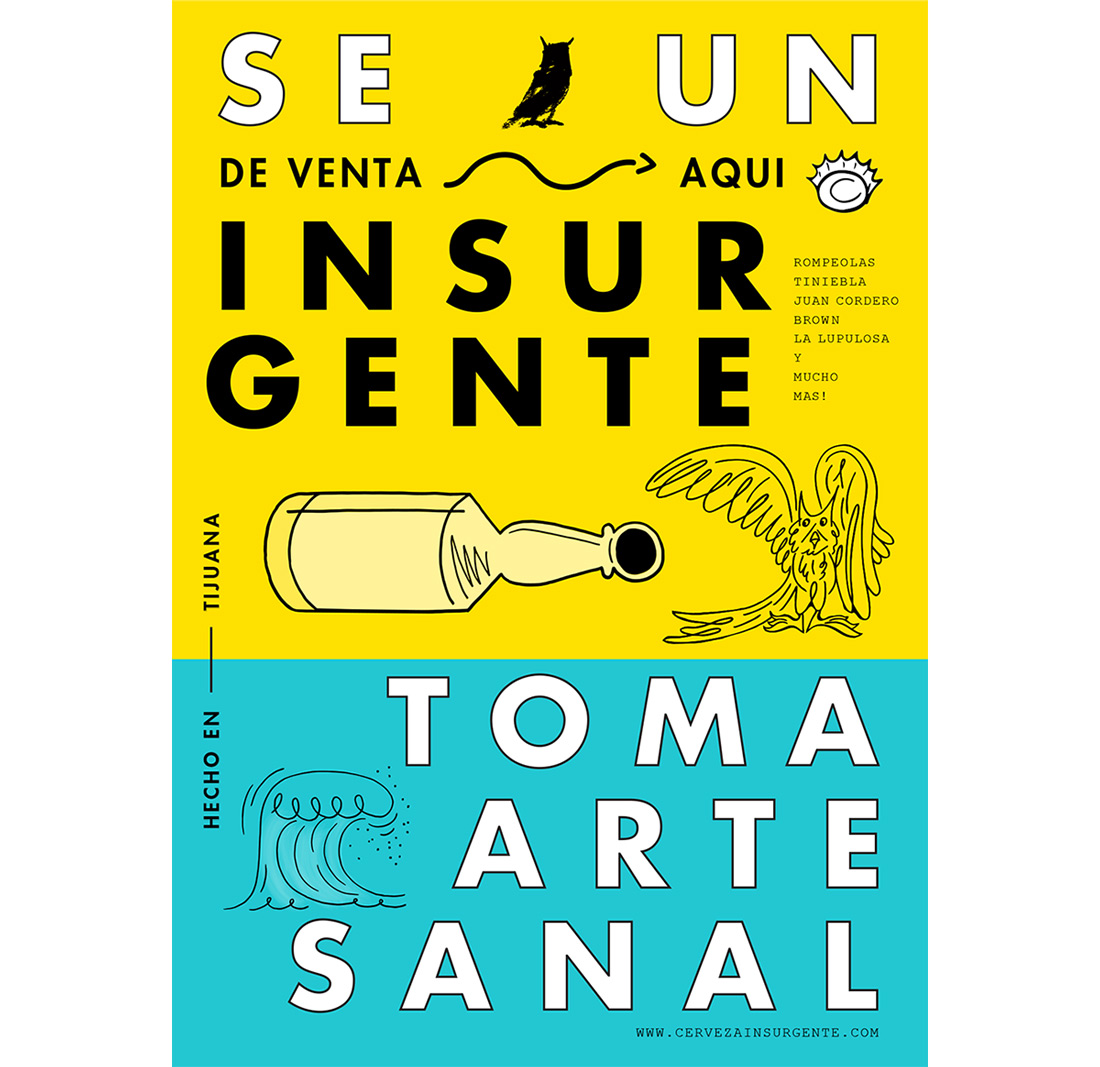 SE UN
DE VENTA AQUI
INSUR
GENTE
ROMPEOLAS
TINIEBLA
JUAN CORDERO
BROWN
LA LUPULOSA
Y
MUCHO
MAS!
HECHO EN TIJUANA
TOMA
ARTE
SANAL
WWW.CERVEZAINSURGENTE.COM